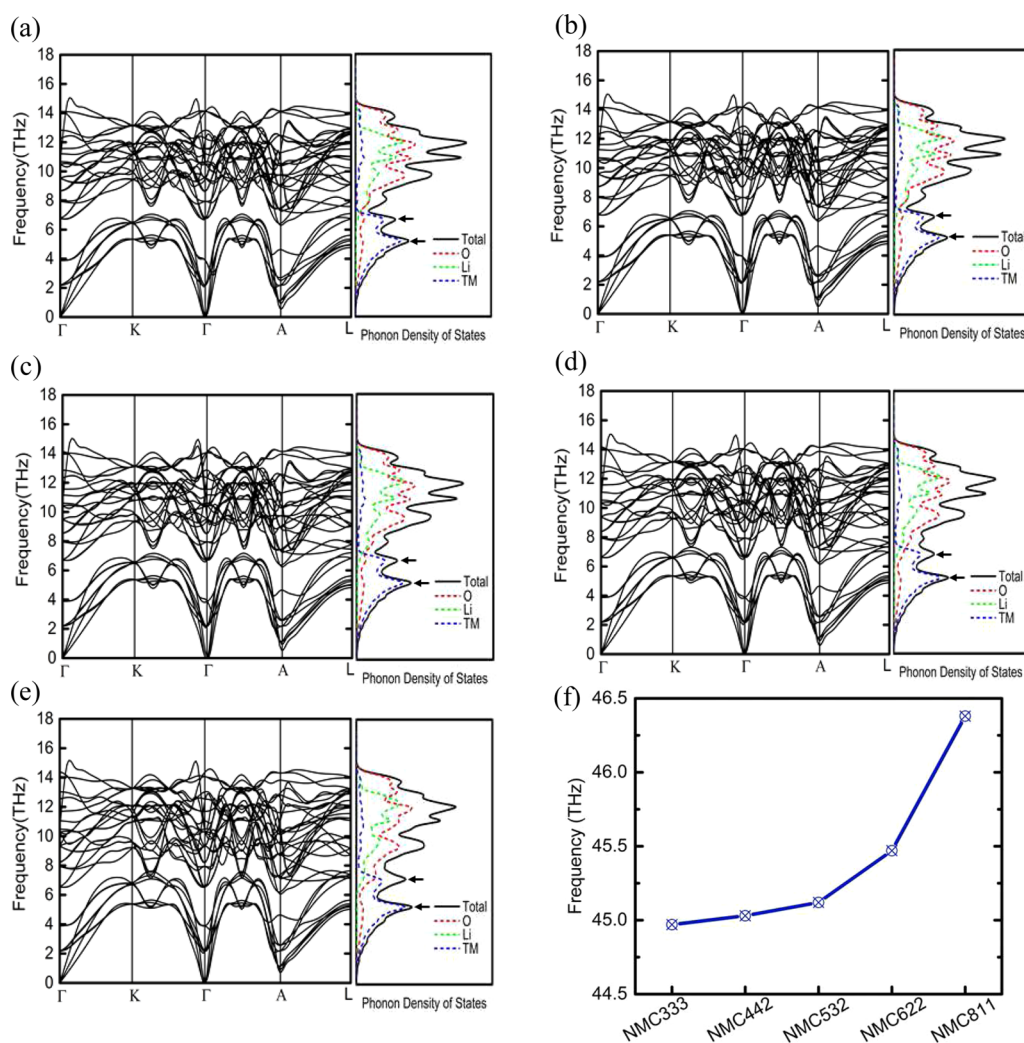 (a)
18
16
14
12
10
8
6
4
2
0
Frequency(THz)
Γ K Γ A L
Total
O
Li
TM
Phonon Density of States
(b)
18
16
14
12
10
8
6
4
2
0
Frequency(THz)
Γ K Γ A L
Total
O
Li
TM
Phonon Density of States
(c)
18
16
14
12
10
8
6
4
2
0
Frequency(THz)
Γ K Γ A L
Total
O
Li
TM
Phonon Density of States
(d)
18
16
14
12
10
8
6
4
2
0
Frequency(THz)
Γ K Γ A L
Total
O
Li
TM
Phonon Density of States
(e)
18
16
14
12
10
8
6
4
2
0
Frequency(THz)
Γ K Γ A L
Total
O
Li
TM
Phonon Density of States
(f)
46.5
46.0
45.5
45.0
44.5
Frequency (THz)
NMC333 NMC442 NMC532 NMC622 NMC811